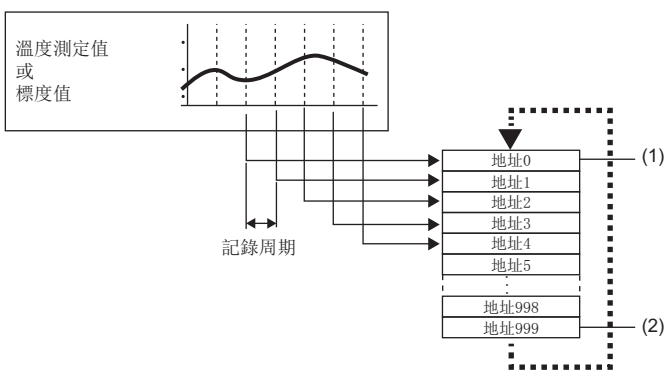 溫度測定值
或
標度值
記錄周期
地址0
地址1
地址2
地址3
地址4
地址5
地址998
地址999
(1)
(2)